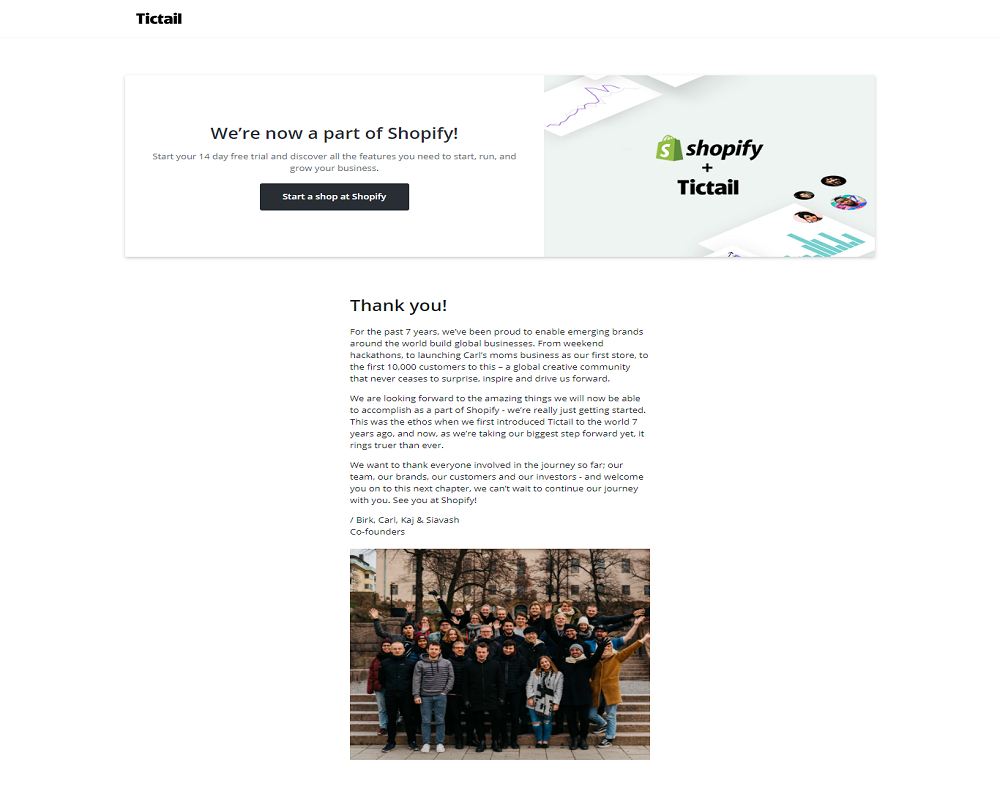 Tictail
We're now a part of Shopify!
Start your 14 day free trial and discover all the features you need to start, run, and
grow your business.
Start a shop at Shopify
shopify
+
Tictail
Thank you!
For the past 7 years, we've been proud to enable emerging brands
around the world build global businesses. From weekend
hackathons, to launching Carl's moms business as our first store, to
the first 10,000 customers to this – a global creative community
that never ceases to surprise, inspire and drive us forward.
We are looking forward to the amazing things we will now be able
to accomplish as a part of Shopify - we're really just getting started.
This was the ethos when we first introduced Tictail to the world 7
years ago, and now, as we're taking our biggest step forward yet, it
rings truer than ever.
We want to thank everyone involved in the journey so far; our
team, our brands, our customers and our investors - and welcome
you on to this next chapter, we can't wait to continue our journey
with you. See you at Shopify!
/ Birk, Carl, Kaj & Siavash
Co-founders